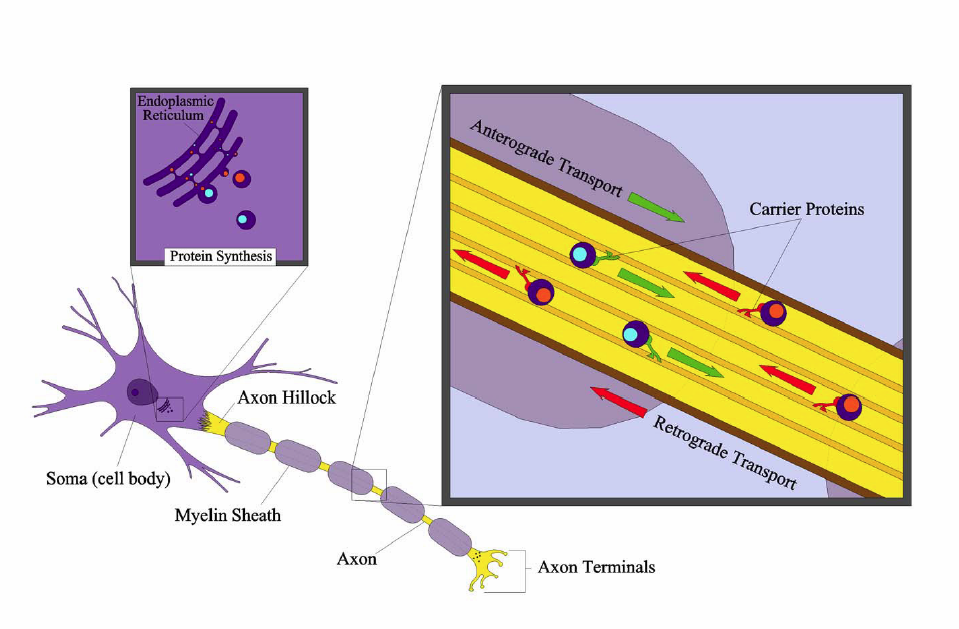 Endoplasmic
Reticulum
Protein Synthesis
Anterograde Transport
Carrier Proteins
Retrograde Transport
Axon Hillock
Soma (cell body)
Myelin Sheath
Axon
Axon Terminals